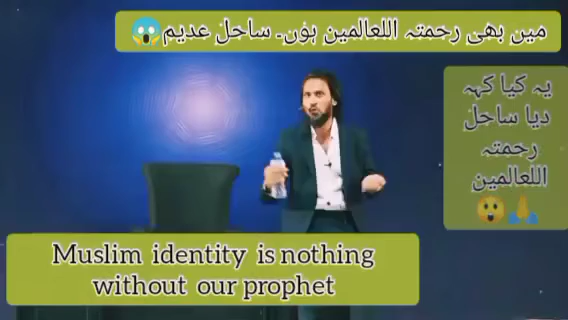 میں بھی رحمتہ اللعالمین ہوں۔ ساحل عدیم😱
یہ کیا کہہ
دیا ساحل
رحمتہ
اللعالمین
😮🙏
Muslim identity is nothing
without our prophet